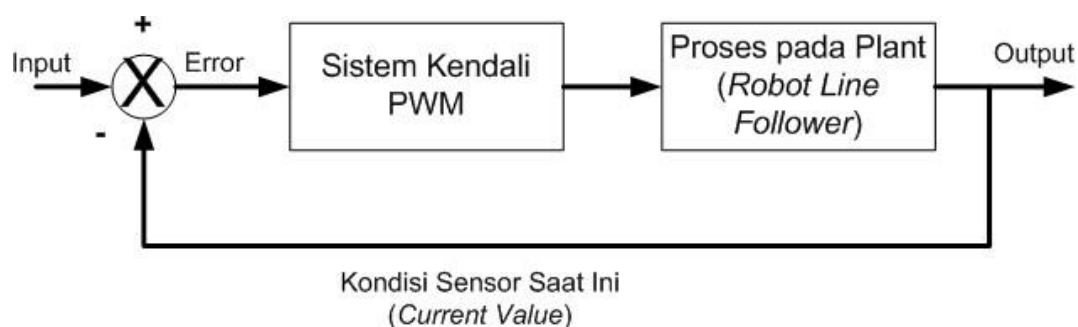 +
Input
X
Error
-
Sistem Kendali
PWM
Proses pada Plant
(Robot Line
Follower)
Output
Kondisi Sensor Saat Ini
(Current Value)